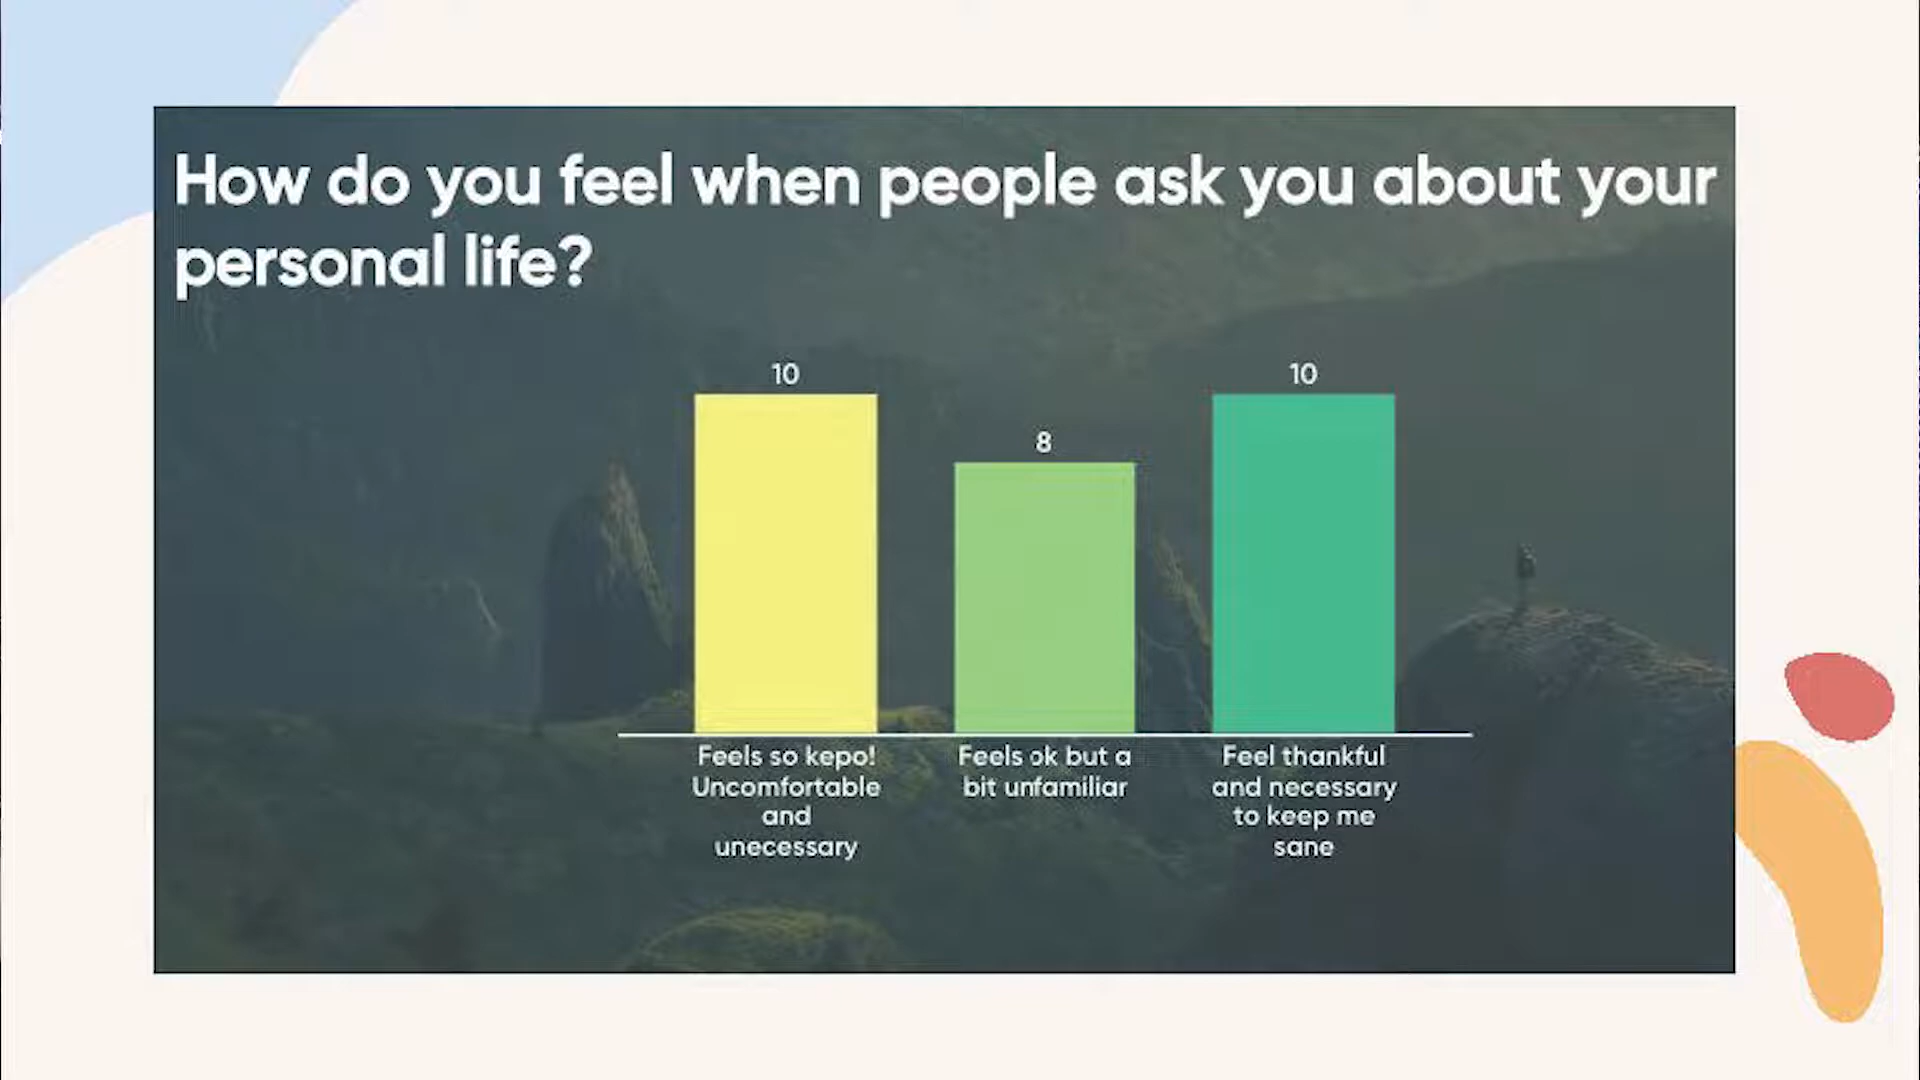 How do you feel when people ask you about your
personal life?
10
8
10
Feels so kepo!
Uncomfortable
and
unecessary
Feels ok but a
bit unfamiliar
Feel thankful
and necessary
to keep me
sane